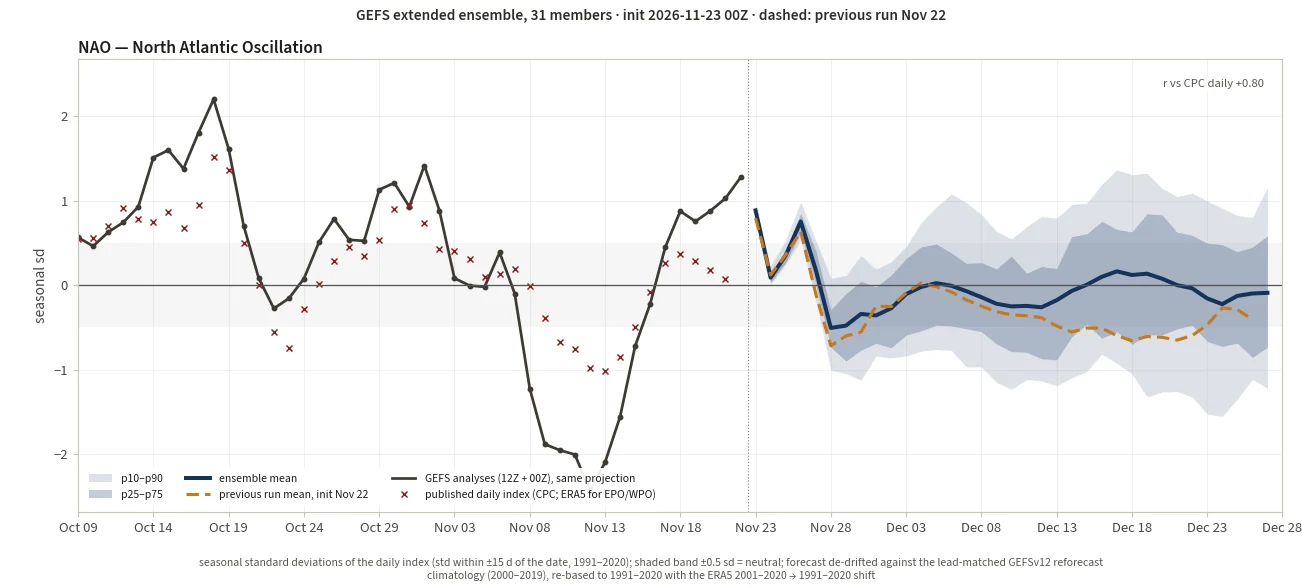 GEFS extended ensemble, 31 members · init 2026-11-23 00Z · dashed: previous run Nov 22
NAO — North Atlantic Oscillation
r vs CPC daily +0.80
seasonal sd
2
1
0
−1
−2
p10–p90
p25–p75
ensemble mean
previous run mean, init Nov 22
GEFS analyses (12Z + 00Z), same projection
published daily index (CPC; ERA5 for EPO/WPO)
Oct 09 Oct 14 Oct 19 Oct 24 Oct 29 Nov 03 Nov 08 Nov 13 Nov 18 Nov 23 Nov 28 Dec 03 Dec 08 Dec 13 Dec 18 Dec 23 Dec 28
seasonal standard deviations of the daily index (std within ±15 d of the date, 1991–2020); shaded band ±0.5 sd = neutral; forecast de-drifted against the lead-matched GEFSv12 reforecast
climatology (2000–2019), re-based to 1991–2020 with the ERA5 2001–2020 → 1991–2020 shift